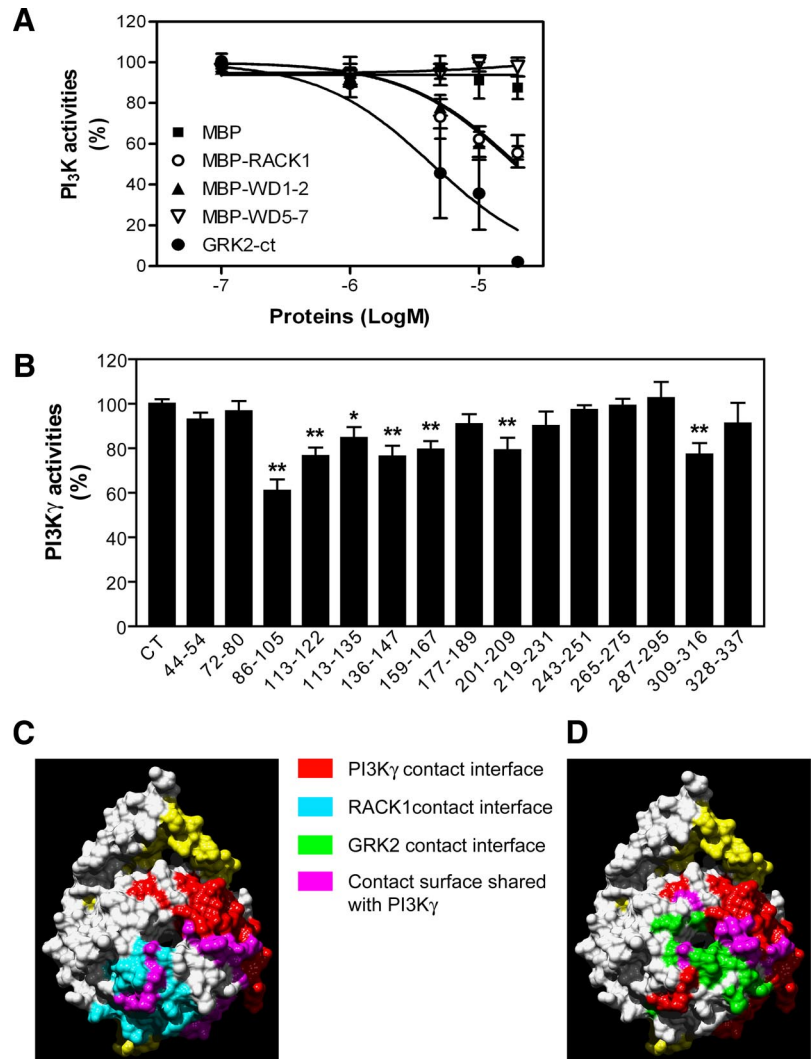 A
120
100
80
60
40
20
0
PI3K activities
(%)
MBP
MBP-RACK1
MBP-WD1-2
MBP-WD5-7
GRK2-ct
-7
-6
-5
Proteins (LogM)
B
120
100
80
60
40
20
0
PI3Kγ activities
(%)
**
**
*
**
**
**
**
CT
44-54
72-80
86-105
113-122
113-135
136-147
159-167
177-189
201-209
219-231
243-251
265-275
287-295
309-316
328-337
C
PI3Kγ contact interface
RACK1contact interface
GRK2 contact interface
Contact surface shared
with PI3Kγ
D